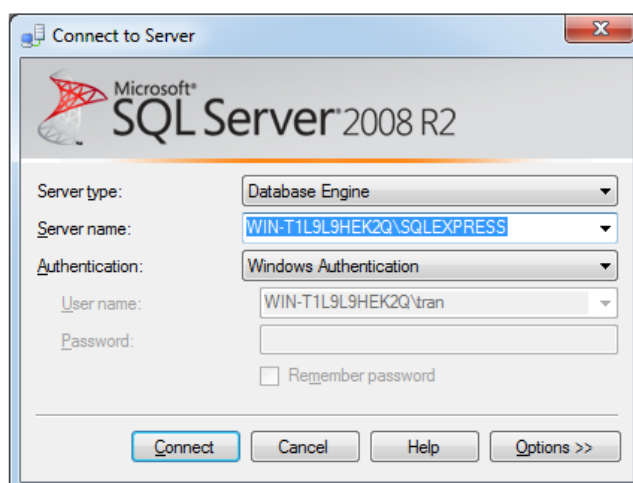 Connect to Server
Microsoft®
SQL Server® 2008 R2
Server type: Database Engine
Server name: WIN-T1L9L9HEK2Q\SQLEXPRESS
Authentication: Windows Authentication
User name: WIN-T1L9L9HEK2Q\tran
Password:
Remember password
Connect Cancel Help Options >>